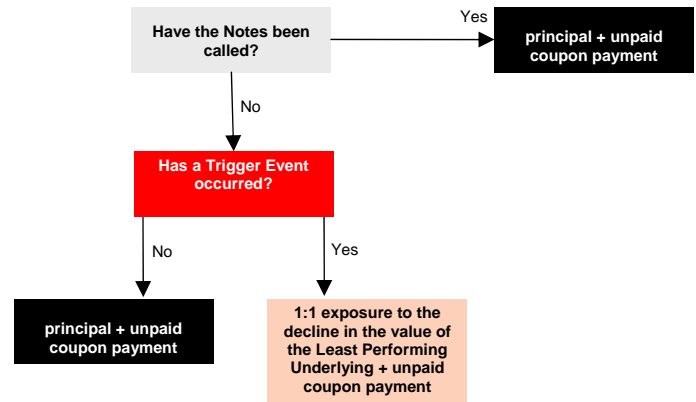 Have the Notes been
called?
Yes
principal + unpaid
coupon payment
No
Has a Trigger Event
occurred?
No
Yes
principal + unpaid
coupon payment
1:1 exposure to the
decline in the value of
the Least Performing
Underlying + unpaid
coupon payment